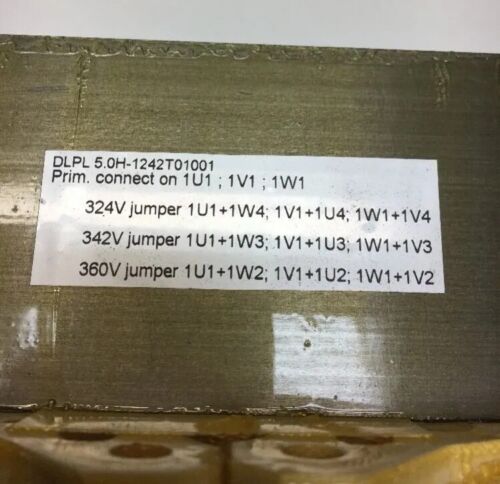 DLPL 5.0H-1242T01001
Prim. connect on 1U1 ; 1V1 ; 1W1
324V jumper 1U1+1W4; 1V1+1U4; 1W1+1V4
342V jumper 1U1+1W3; 1V1+1U3; 1W1+1V3
360V jumper 1U1+1W2; 1V1+1U2; 1W1+1V2